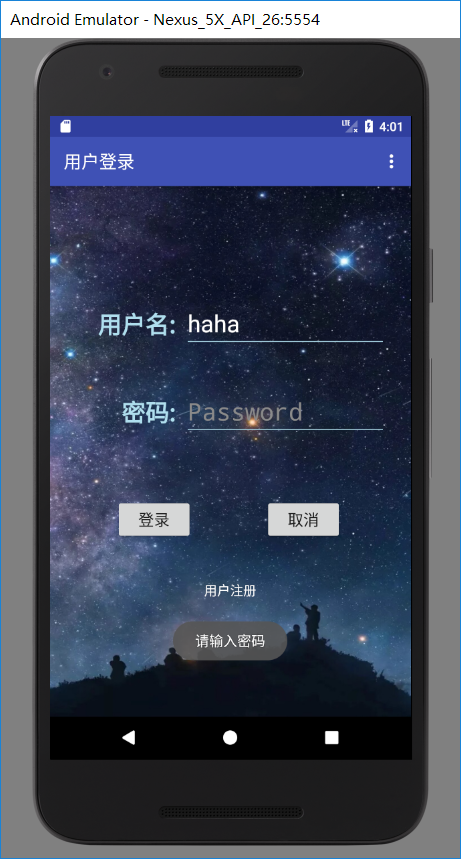 Android Emulator - Nexus_5X_API_26:5554
LTE 4:01
用户登录
用户名: haha
密码: Password
登录 取消
用户注册
请输入密码